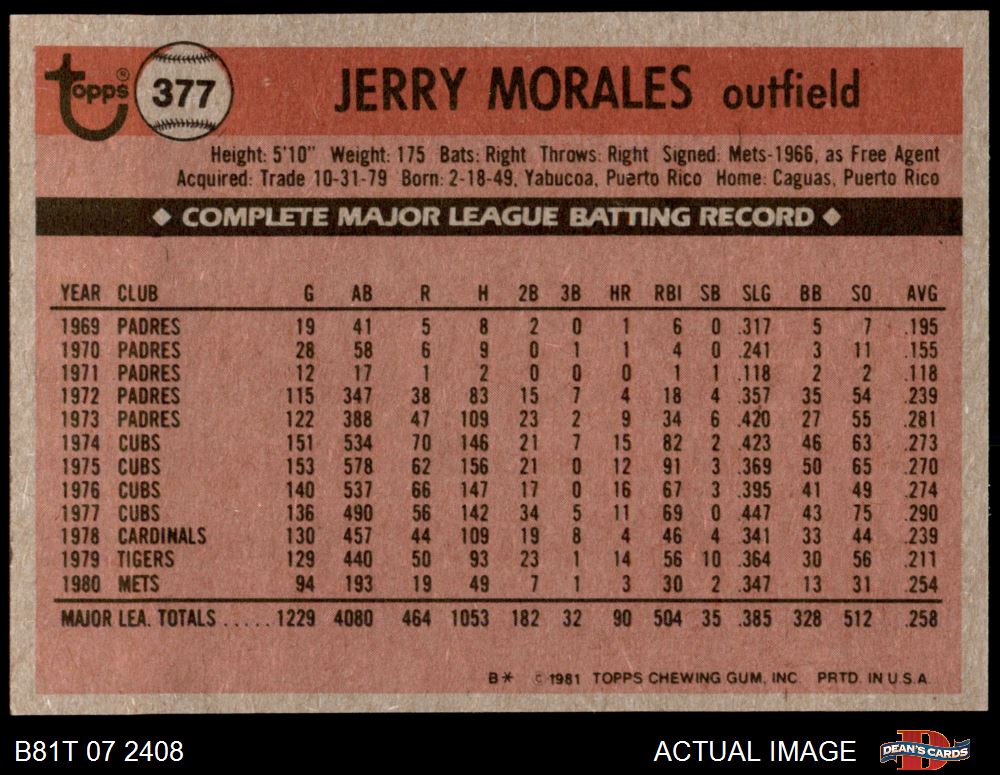 topps® 377 JERRY MORALES outfield
Height: 5'10" Weight: 175 Bats: Right Throws: Right Signed: Mets-1966, as Free Agent
Acquired: Trade 10-31-79 Born: 2-18-49, Yabucoa, Puerto Rico Home: Caguas, Puerto Rico
◆ COMPLETE MAJOR LEAGUE BATTING RECORD ◆
YEAR CLUB G AB R H 2B 3B HR RBI SB SLG BB SO AVG
1969 PADRES 19 41 5 8 2 0 1 6 0 .317 5 7 .195
1970 PADRES 28 58 6 9 0 1 1 4 0 .241 3 11 .155
1971 PADRES 12 17 1 2 0 0 0 1 1 .118 2 2 .118
1972 PADRES 115 347 38 83 15 7 4 18 4 .357 35 54 .239
1973 PADRES 122 388 47 109 23 2 9 34 6 .420 27 55 .281
1974 CUBS 151 534 70 146 21 7 15 82 2 .423 46 63 .273
1975 CUBS 153 578 62 156 21 0 12 91 3 .369 50 65 .270
1976 CUBS 140 537 66 147 17 0 16 67 3 .395 41 49 .274
1977 CUBS 136 490 56 142 34 5 11 69 0 .447 43 75 .290
1978 CARDINALS 130 457 44 109 19 8 4 46 4 .341 33 44 .239
1979 TIGERS 129 440 50 93 23 1 14 56 10 .364 30 56 .211
1980 METS 94 193 19 49 7 1 3 30 2 .347 13 31 .254
MAJOR LEA. TOTALS ..... 1229 4080 464 1053 182 32 90 504 35 .385 328 512 .258
B* © 1981 TOPPS CHEWING GUM, INC. PRTD. IN U.S.A.
B81T 07 2408 ACTUAL IMAGE DEAN'S CARDS